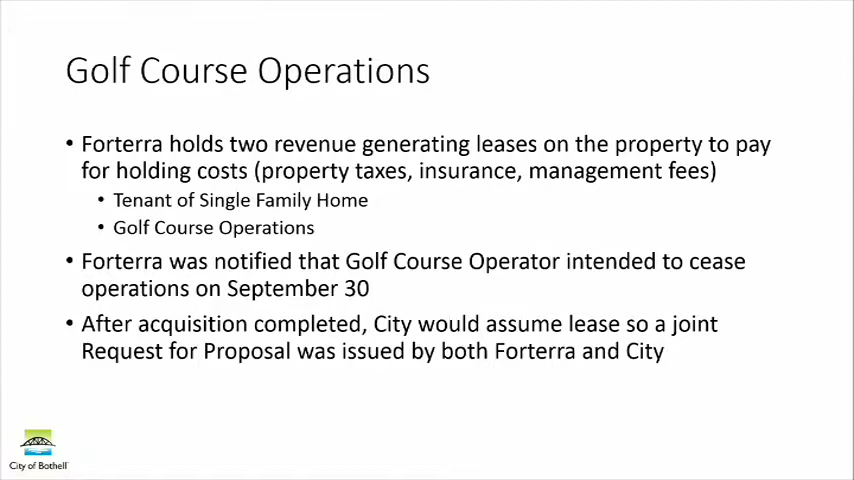 Golf Course Operations
• Forterra holds two revenue generating leases on the property to pay
for holding costs (property taxes, insurance, management fees)
• Tenant of Single Family Home
• Golf Course Operations
• Forterra was notified that Golf Course Operator intended to cease
operations on September 30
• After acquisition completed, City would assume lease so a joint
Request for Proposal was issued by both Forterra and City
City of Bothell